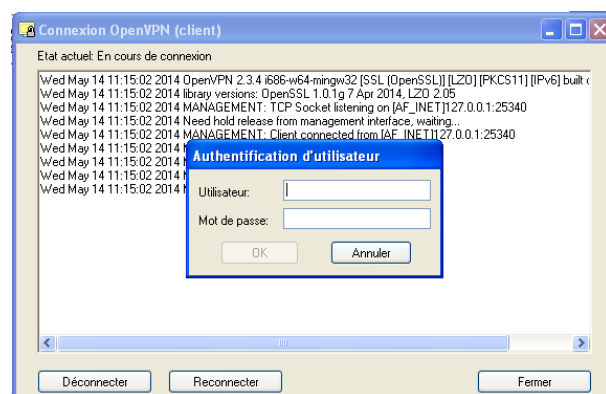 Connexion OpenVPN (client)
Etat actuel: En cours de connexion
Wed May 14 11:15:02 2014 OpenVPN 2.3.4 i686-w64-mingw32 [SSL (OpenSSL)] [LZO] [PKCS11] [IPv6] built
Wed May 14 11:15:02 2014 library versions: OpenSSL 1.0.1g 7 Apr 2014, LZO 2.05
Wed May 14 11:15:02 2014 MANAGEMENT: TCP Socket listening on [AF_INET]127.0.0.1:25340
Wed May 14 11:15:02 2014 Need hold release from management interface, waiting...
Wed May 14 11:15:02 2014 MANAGEMENT: Client connected from [AF_INET]127.0.0.1:25340
Wed May 14 11:15:02 2014
Wed May 14 11:15:02 2014
Wed May 14 11:15:02 2014
Wed May 14 11:15:02 2014
Authentification d'utilisateur
Utilisateur:
Mot de passe:
OK Annuler
Déconnecter Reconnecter Fermer